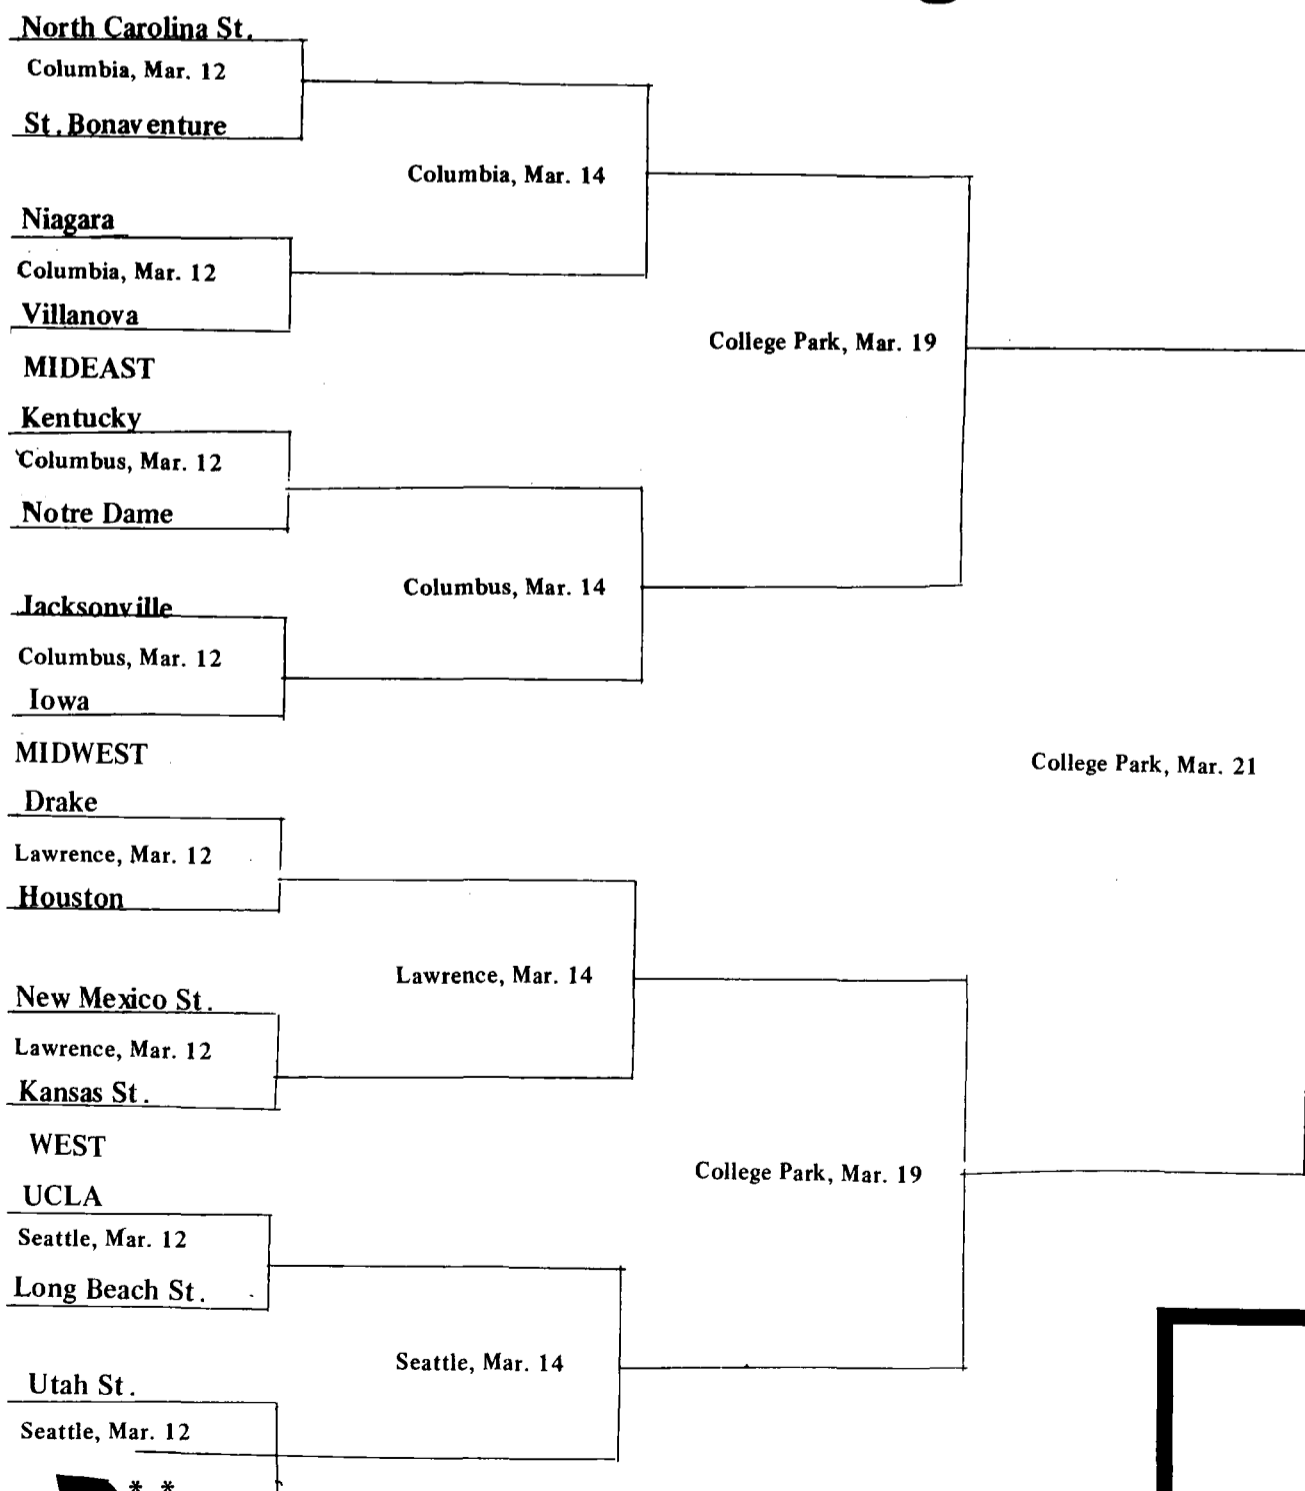 North Carolina St.
Columbia, Mar. 12
St. Bonaventure
Columbia, Mar. 14
Niagara
Columbia, Mar. 12
Villanova
College Park, Mar. 19
MIDEAST
Kentucky
Columbus, Mar. 12
Notre Dame
Columbus, Mar. 14
Jacksonville
Columbus, Mar. 12
Iowa
MIDWEST
College Park, Mar. 21
Drake
Lawrence, Mar. 12
Houston
Lawrence, Mar. 14
New Mexico St.
Lawrence, Mar. 12
Kansas St.
WEST
College Park, Mar. 19
UCLA
Seattle, Mar. 12
Long Beach St.
Seattle, Mar. 14
Utah St.
Seattle, Mar. 12
* *